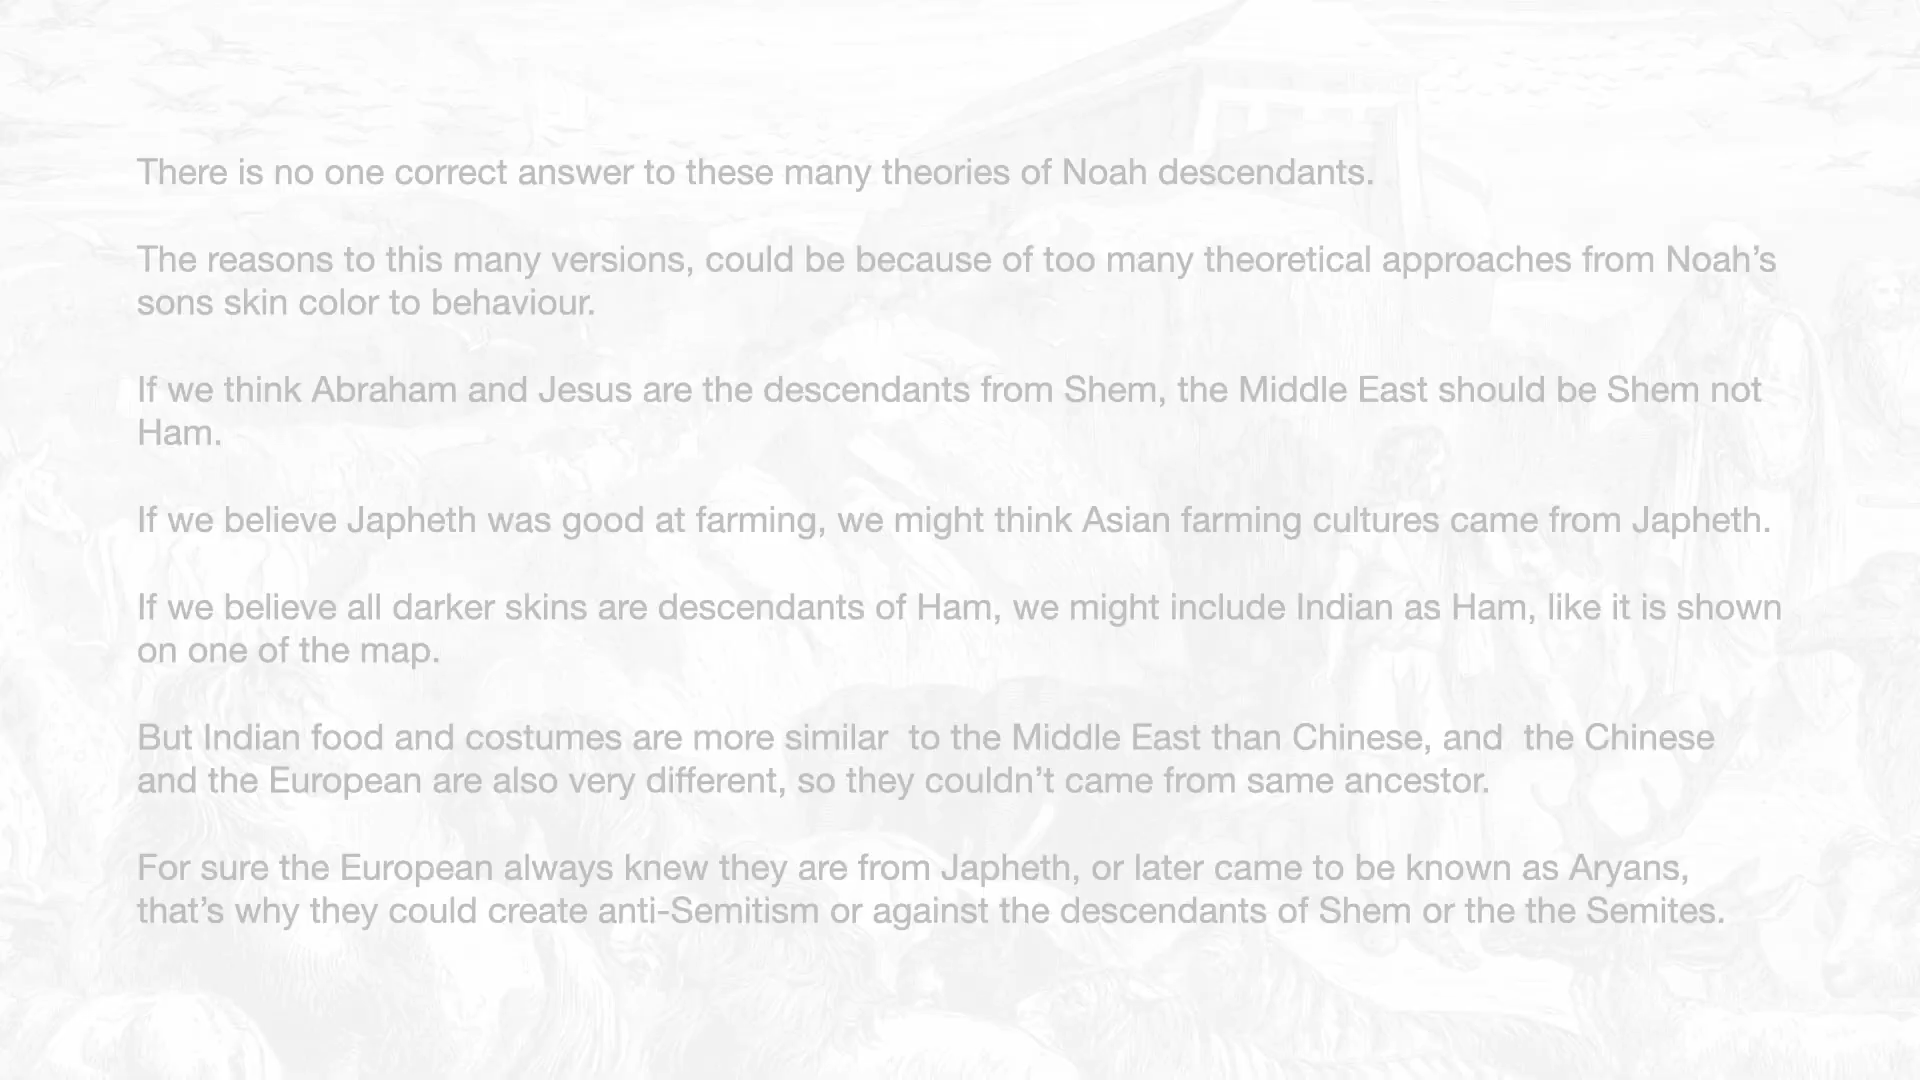 There is no one correct answer to these many theories of Noah descendants.
The reasons to this many versions, could be because of too many theoretical approaches from Noah’s
sons skin color to behaviour.
If we think Abraham and Jesus are the descendants from Shem, the Middle East should be Shem not
Ham.
If we believe Japheth was good at farming, we might think Asian farming cultures came from Japheth.
If we believe all darker skins are descendants of Ham, we might include Indian as Ham, like it is shown
on one of the map.
But Indian food and costumes are more similar  to the Middle East than Chinese, and  the Chinese
and the European are also very different, so they couldn’t came from same ancestor.
For sure the European always knew they are from Japheth, or later came to be known as Aryans,
that’s why they could create anti-Semitism or against the descendants of Shem or the the Semites.